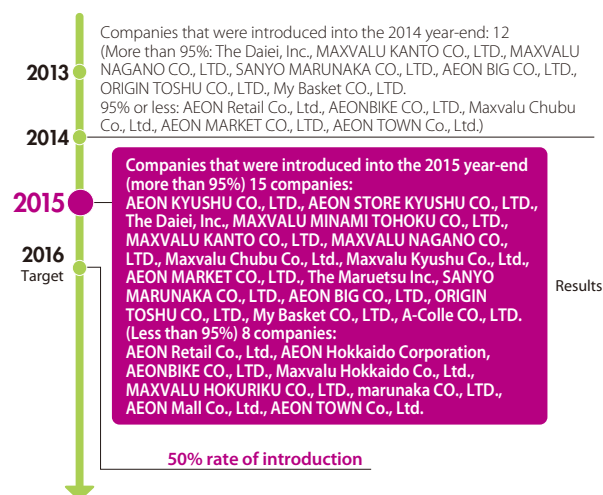 Companies that were introduced into the 2014 year-end: 12
(More than 95%: The Daiei, Inc., MAXVALU KANTO CO., LTD., MAXVALU
NAGANO CO., LTD., SANYO MARUNAKA CO., LTD., AEON BIG CO., LTD.,
ORIGIN TOSHU CO., LTD., My Basket CO., LTD.
95% or less: AEON Retail Co., Ltd., AEONBIKE CO., LTD., Maxvalu Chubu
Co., Ltd., AEON MARKET CO., LTD., AEON TOWN Co., Ltd.)
2013
2014
2015
2016
Target
Companies that were introduced into the 2015 year-end
(more than 95%) 15 companies:
AEON KYUSHU CO., LTD., AEON STORE KYUSHU CO., LTD.,
The Daiei, Inc., MAXVALU MINAMI TOHOKU CO., LTD.,
MAXVALU KANTO CO., LTD., MAXVALU NAGANO CO.,
LTD., Maxvalu Chubu Co., Ltd., Maxvalu Kyushu Co., Ltd.,
AEON MARKET CO., LTD., The Maruetsu Inc., SANYO
MARUNAKA CO., LTD., AEON BIG CO., LTD., ORIGIN
TOSHU CO., LTD., My Basket CO., LTD., A-Colle CO., LTD.
(Less than 95%) 8 companies:
AEON Retail Co., Ltd., AEON Hokkaido Corporation,
AEONBIKE CO., LTD., Maxvalu Hokkaido Co., Ltd.,
MAXVALU HOKURIKU CO., LTD., marunaka CO., LTD.,
AEON Mall Co., Ltd., AEON TOWN Co., Ltd.
Results
50% rate of introduction